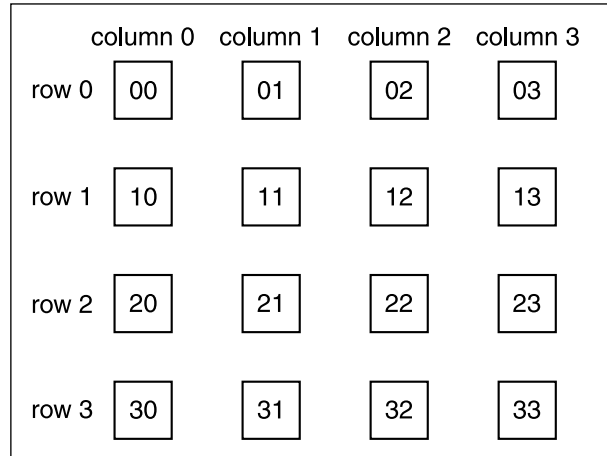 column 0 column 1 column 2 column 3
row 0 00 01 02 03
row 1 10 11 12 13
row 2 20 21 22 23
row 3 30 31 32 33